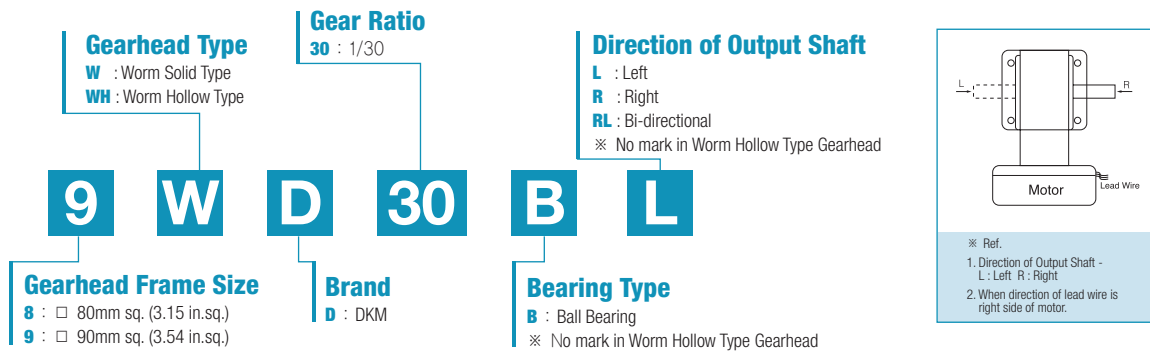 Gearhead Type
W : Worm Solid Type
WH : Worm Hollow Type
Gear Ratio
30 : 1/30
Direction of Output Shaft
L : Left
R : Right
RL : Bi-directional
※ No mark in Worm Hollow Type Gearhead
9 W D 30 B L
Gearhead Frame Size
8 : □ 80mm sq. (3.15 in.sq.)
9 : □ 90mm sq. (3.54 in.sq.)
Brand
D : DKM
Bearing Type
B : Ball Bearing
※ No mark in Worm Hollow Type Gearhead
L
R
Motor
Lead Wire
※ Ref.
1. Direction of Output Shaft -
L : Left R : Right
2. When direction of lead wire is
right side of motor.